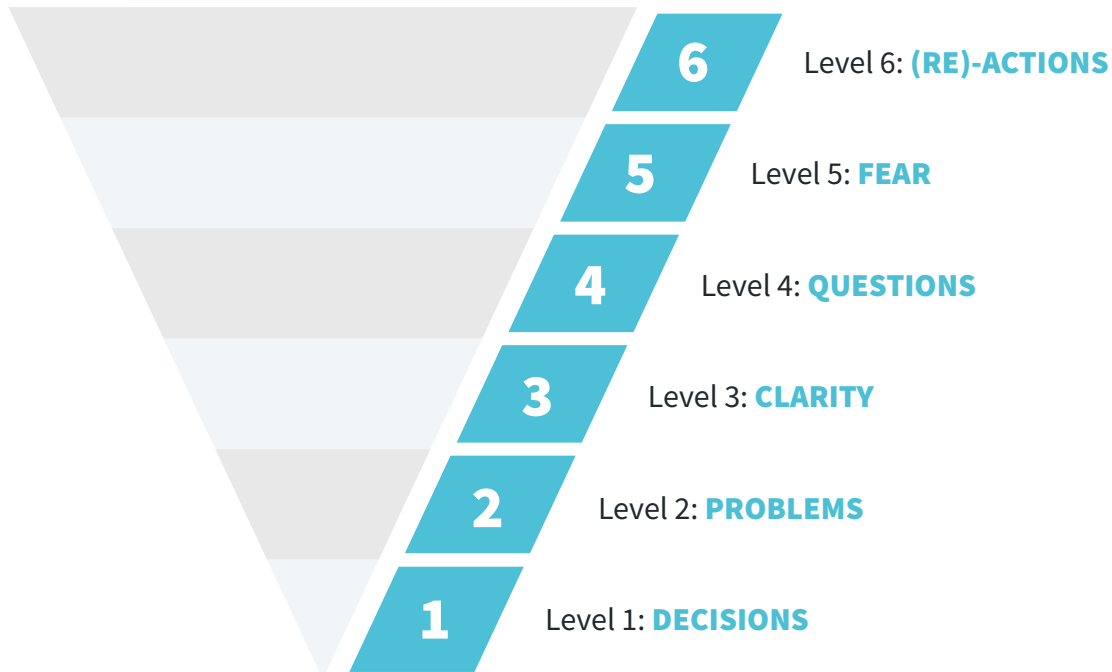 6
Level 6: (RE)-ACTIONS
5
Level 5: FEAR
4
Level 4: QUESTIONS
3
Level 3: CLARITY
2
Level 2: PROBLEMS
1
Level 1: DECISIONS